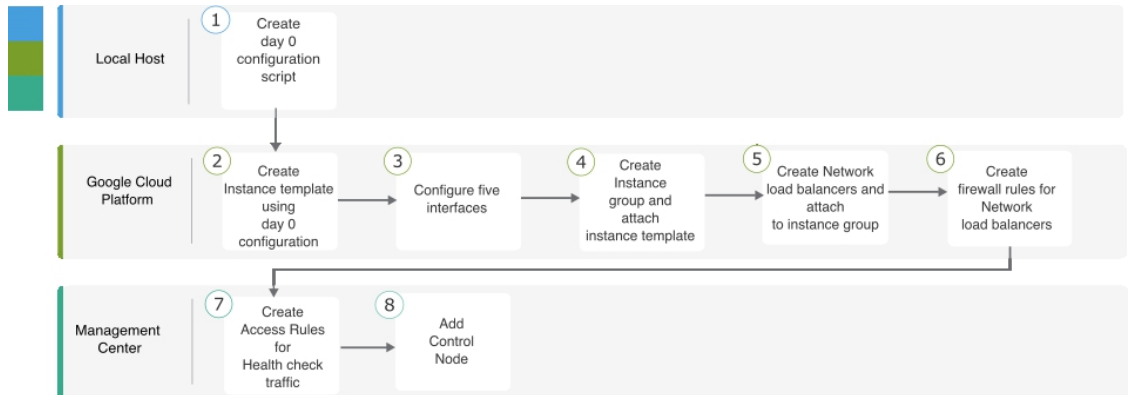 Local Host
1
Create
day 0
configuration
script
Google Cloud
Platform
2
Create
Instance template
using
day 0
configuration
3
Configure five
interfaces
4
Create
Instance
group and
attach
instance template
5
Create Network
load balancers and
attach
to instance group
6
Create
firewall rules for
Network
load balancers
Management
Center
7
Create
Access Rules
for
Health check
traffic
8
Add
Control
Node